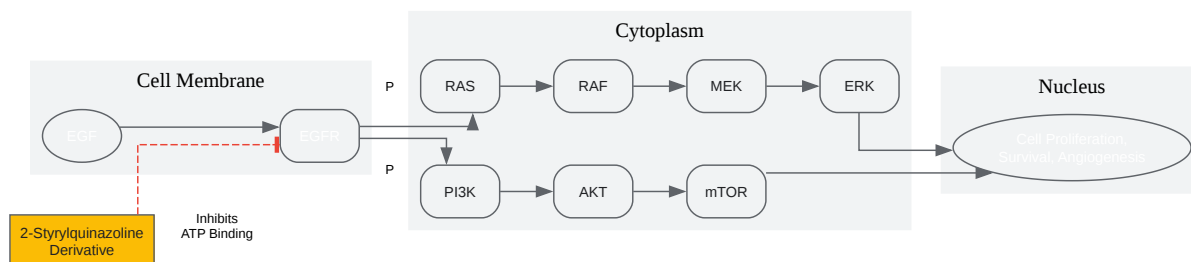 Cell Membrane
Cytoplasm
Nucleus
EGF
EGFR
P
RAS
RAF
MEK
ERK
P
PI3K
AKT
mTOR
Cell Proliferation,
Survival, Angiogenesis
2-Styrylquinazoline
Derivative
Inhibits
ATP Binding